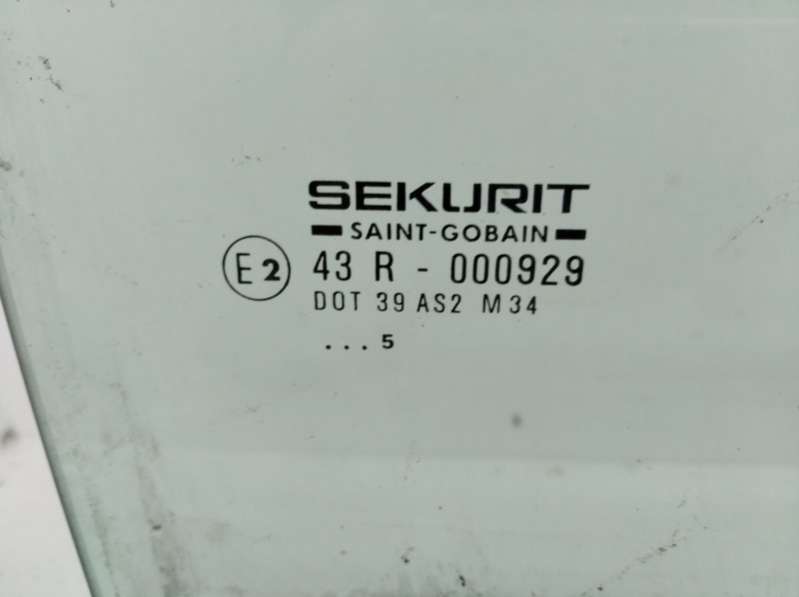 SEKURIT
SAINT-GOBAIN
E2 43 R - 000929
DOT 39 AS2 M34
...5